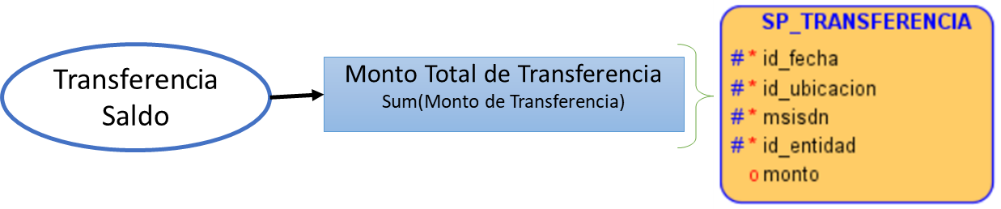 Transferencia
Saldo
Monto Total de Transferencia
Sum(Monto de Transferencia)
SP_TRANSFERENCIA
# * id_fecha
# * id_ubicacion
# * msisdn
# * id_entidad
o monto